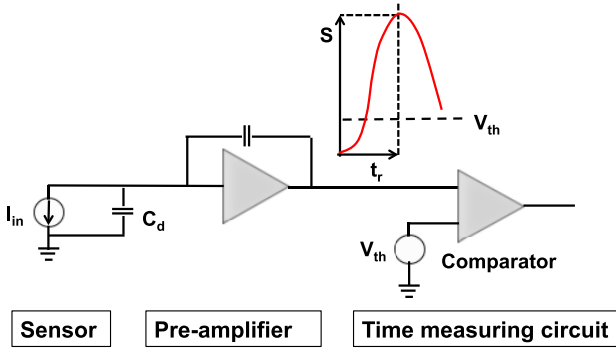 S
V_th
t_r
I_in
C_d
V_th
Comparator
Sensor
Pre-amplifier
Time measuring circuit